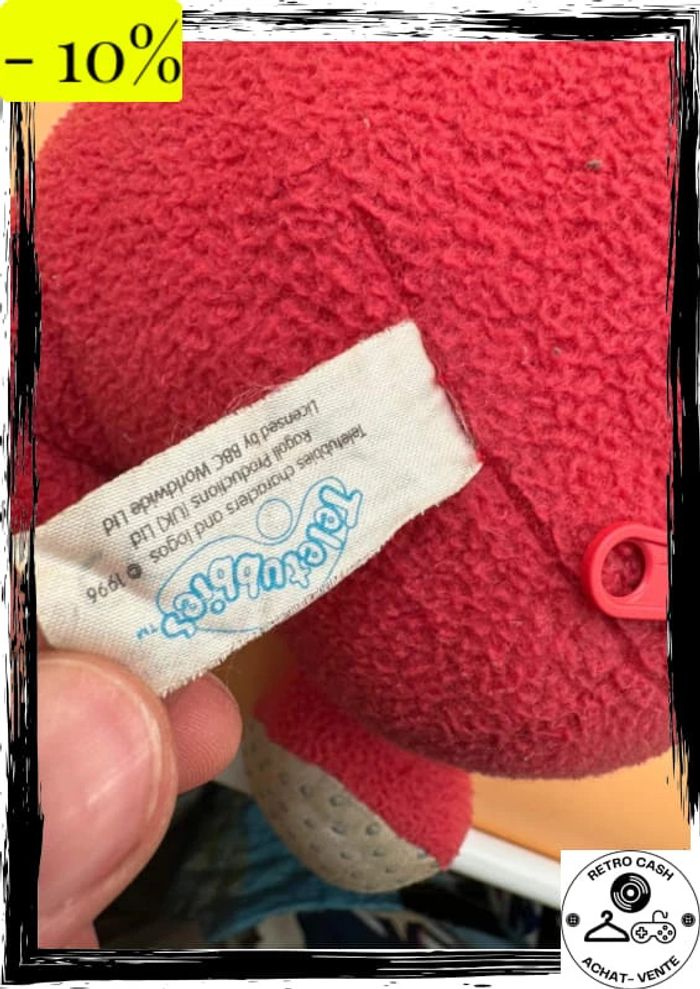 - 10%
Teletubbies ™
Teletubbies characters and logos © 1996
Ragdoll Productions (UK) Ltd
Licensed by BBC Worldwide Ltd
RETRO CASH
ACHAT-VENTE